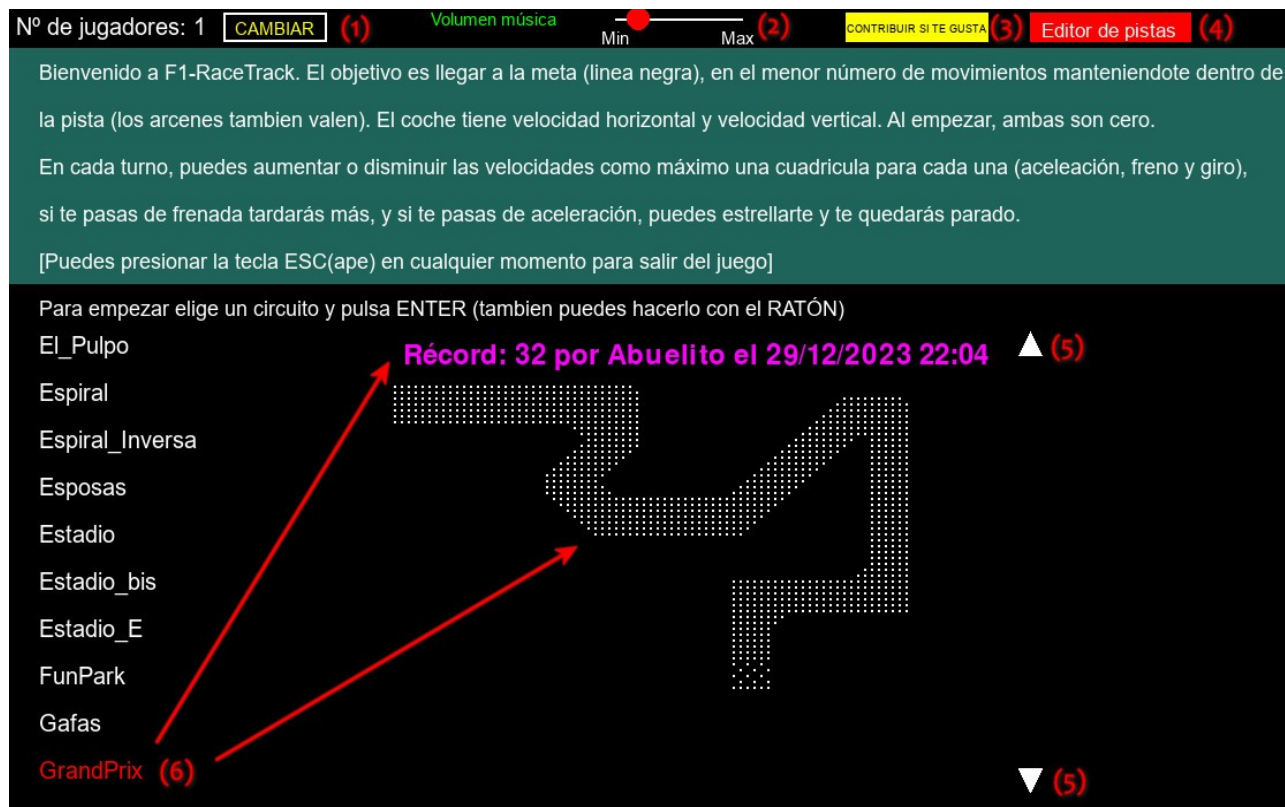 Nº de jugadores: 1 CAMBIAR (1) Volumen música Min Max (2) CONTRIBUIR SI TE GUSTA (3) Editor de pistas (4)
Bienvenido a F1-RaceTrack. El objetivo es llegar a la meta (linea negra), en el menor número de movimientos manteniendote dentro de
la pista (los arcenes tambien valen). El coche tiene velocidad horizontal y velocidad vertical. Al empezar, ambas son cero.
En cada turno, puedes aumentar o disminuir las velocidades como máximo una cuadricula para cada una (aceleación, freno y giro),
si te pasas de frenada tardarás más, y si te pasas de aceleración, puedes estrellarte y te quedarás parado.
[Puedes presionar la tecla ESC(ape) en cualquier momento para salir del juego]
Para empezar elige un circuito y pulsa ENTER (tambien puedes hacerlo con el RATÓN)
El_Pulpo
Récord: 32 por Abuelito el 29/12/2023 22:04 (5)
Espiral
Espiral_Inversa
Esposas
Estadio
Estadio_bis
Estadio_E
FunPark
Gafas
GrandPrix (6)
(5)